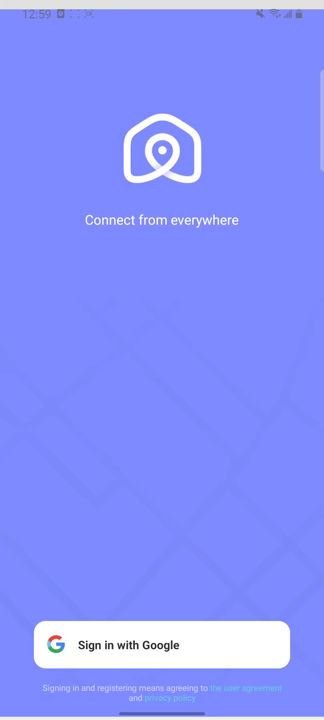 12:59
Connect from everywhere
Sign in with Google
Signing in and registering means agreeing to the user agreement
and privacy policy